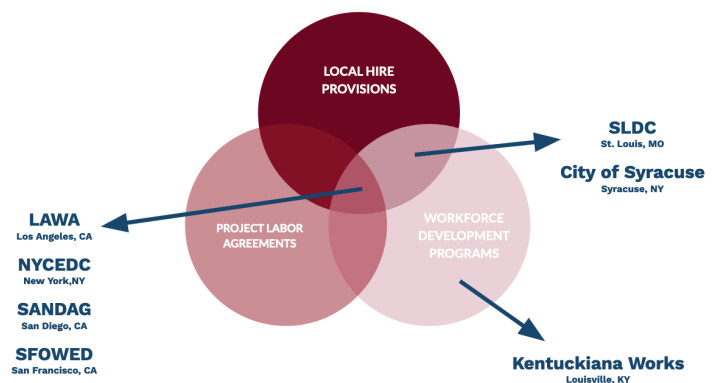 LOCAL HIRE
PROVISIONS
PROJECT LABOR
AGREEMENTS
WORKFORCE
DEVELOPMENT
PROGRAMS
SLDC
St. Louis, MO
City of Syracuse
Syracuse, NY
LAWA
Los Angeles, CA
NYCEDC
New York,NY
SANDAG
San Diego, CA
SFOWED
San Francisco, CA
Kentuckiana Works
Louisville, KY